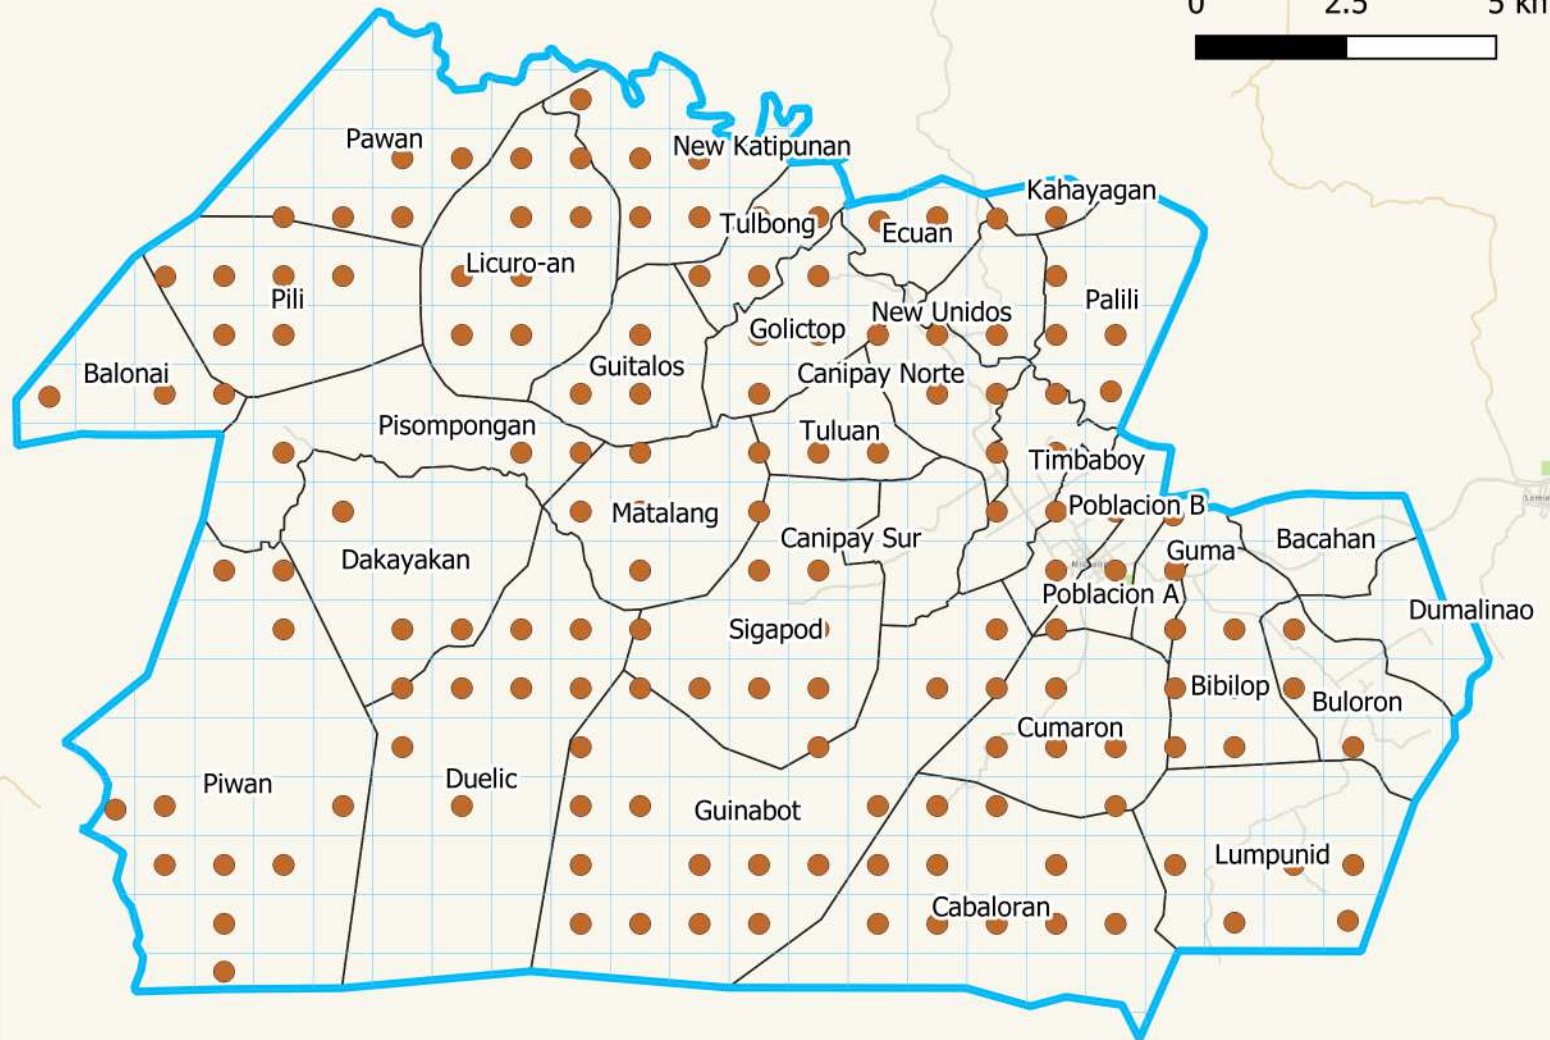 0 2.5 5 km
Pawan
New Katipunan
Kahayagan
Tulbong
Ecuan
Licuro-an
Pili
Palili
New Unidos
Golictop
Guitalos
Balonai
Canipay Norte
Pisompongan
Tuluan
Timbaboy
Poblacion B
Matalang
Canipay Sur
Bacahan
Guma
Dakayakan
Poblacion A
Dumalinao
Sigapod
Bibilop
Buloron
Cumaron
Duelic
Piwan
Guinabot
Lumpunid
Cabaloran